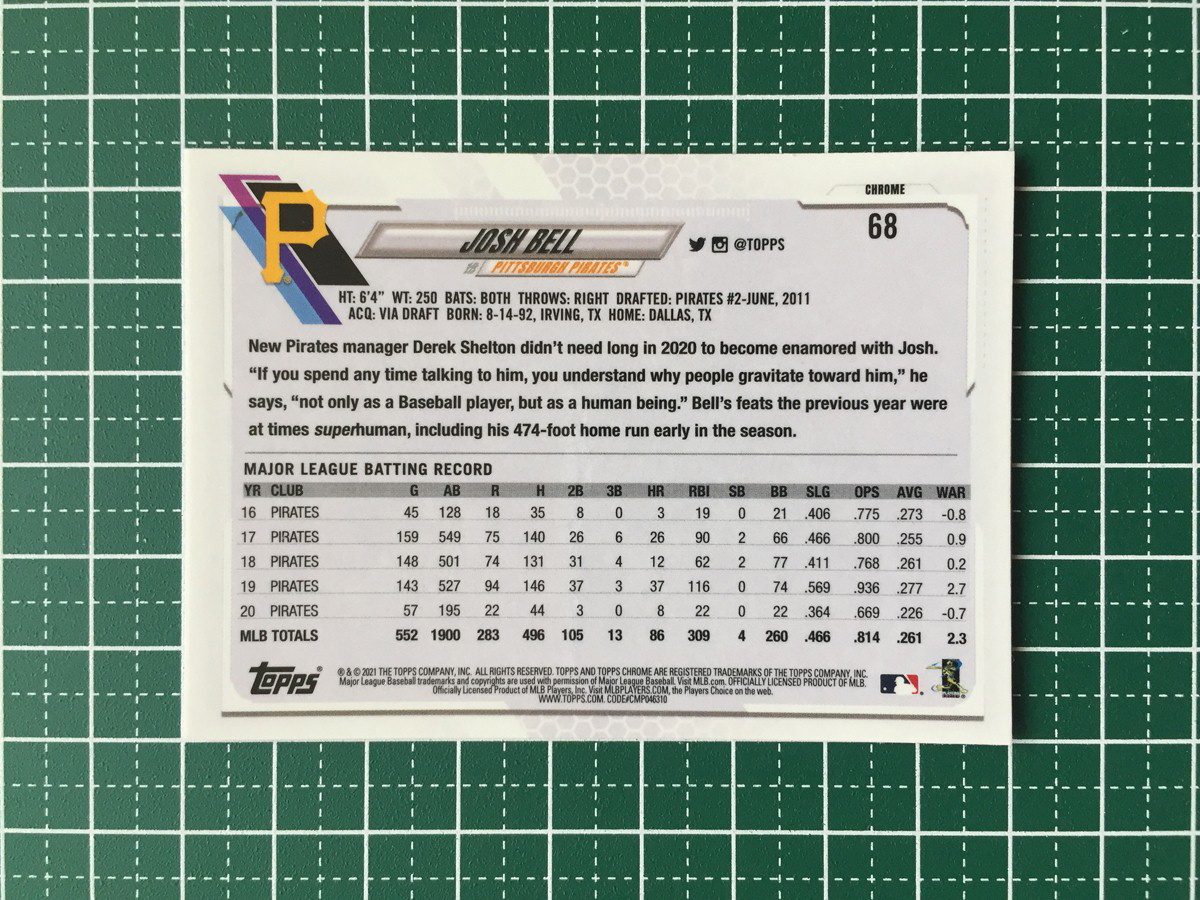 CHROME
68
P
JOSH BELL
@TOPPS
1B PITTSBURGH PIRATES™
HT: 6'4" WT: 250 BATS: BOTH THROWS: RIGHT DRAFTED: PIRATES #2-JUNE, 2011
ACQ: VIA DRAFT BORN: 8-14-92, IRVING, TX HOME: DALLAS, TX
New Pirates manager Derek Shelton didn't need long in 2020 to become enamored with Josh.
“If you spend any time talking to him, you understand why people gravitate toward him,” he
says, “not only as a Baseball player, but as a human being.” Bell's feats the previous year were
at times superhuman, including his 474-foot home run early in the season.
MAJOR LEAGUE BATTING RECORD
YR CLUB G AB R H 2B 3B HR RBI SB BB SLG OPS AVG WAR
16 PIRATES 45 128 18 35 8 0 3 19 0 21 .406 .775 .273 -0.8
17 PIRATES 159 549 75 140 26 6 26 90 2 66 .466 .800 .255 0.9
18 PIRATES 148 501 74 131 31 4 12 62 2 77 .411 .768 .261 0.2
19 PIRATES 143 527 94 146 37 3 37 116 0 74 .569 .936 .277 2.7
20 PIRATES 57 195 22 44 3 0 8 22 0 22 .364 .669 .226 -0.7
MLB TOTALS 552 1900 283 496 105 13 86 309 4 260 .466 .814 .261 2.3
Topps®
® & © 2021 THE TOPPS COMPANY, INC. ALL RIGHTS RESERVED. TOPPS AND TOPPS CHROME ARE REGISTERED TRADEMARKS OF THE TOPPS COMPANY, INC.
Major League Baseball trademarks and copyrights are used with permission of Major League Baseball. Visit MLB.com. OFFICIALLY LICENSED PRODUCT OF MLB.
Officially Licensed Product of MLB Players, Inc. Visit MLBPLAYERS.COM, the Players Choice on the web.
WWW.TOPPS.COM. CODE#CMP046310